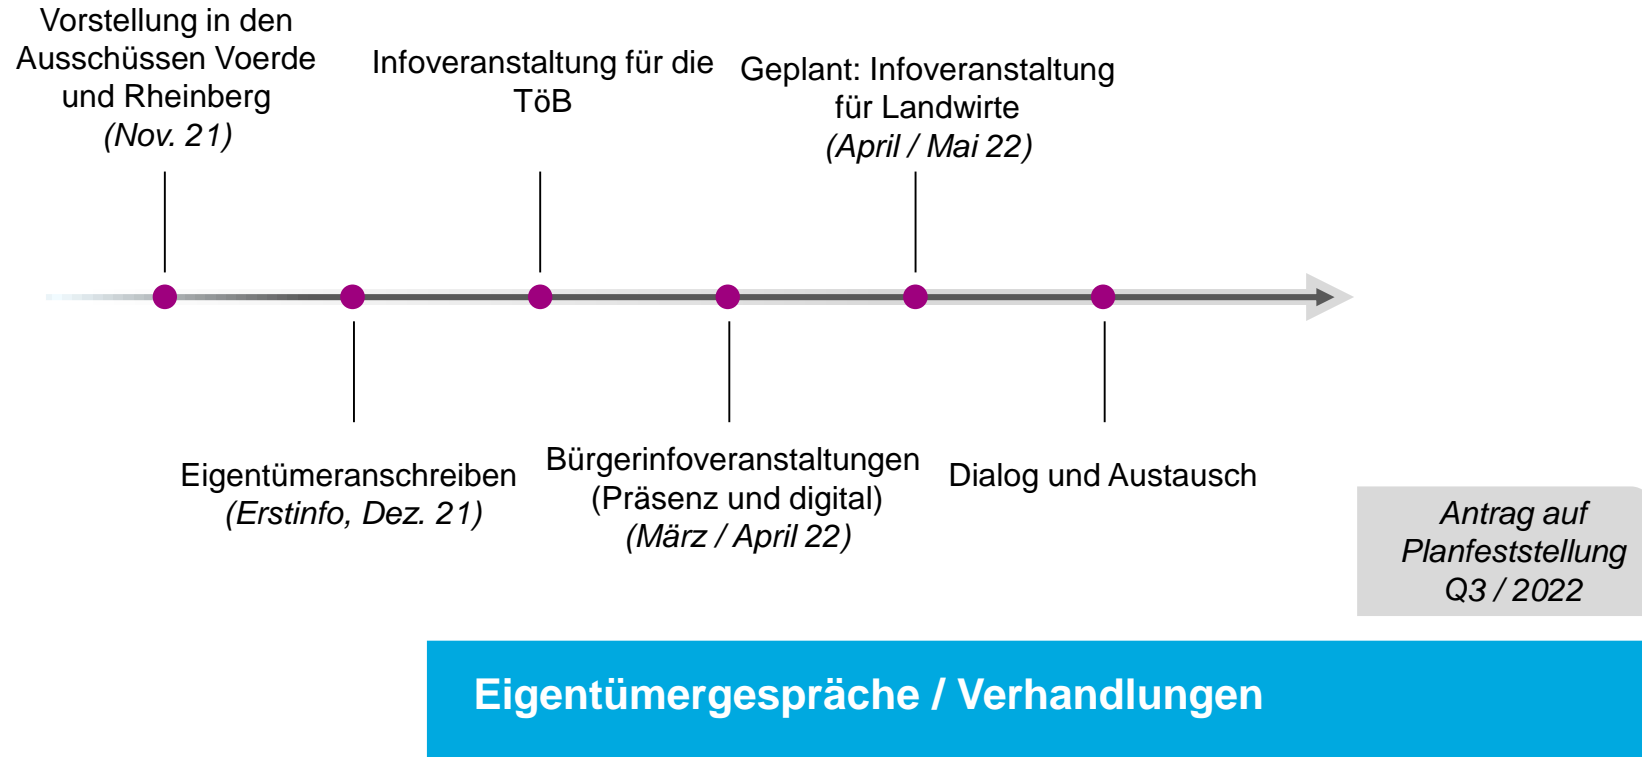 Vorstellung in den
Ausschüssen Voerde
und Rheinberg
(Nov. 21)
Infoveranstaltung für die
TöB
Geplant: Infoveranstaltung
für Landwirte
(April / Mai 22)
Eigentümeranschreiben
(Erstinfo, Dez. 21)
Bürgerinfoveranstaltungen
(Präsenz und digital)
(März / April 22)
Dialog und Austausch
Antrag auf
Planfeststellung
Q3 / 2022
Eigentümergespräche / Verhandlungen